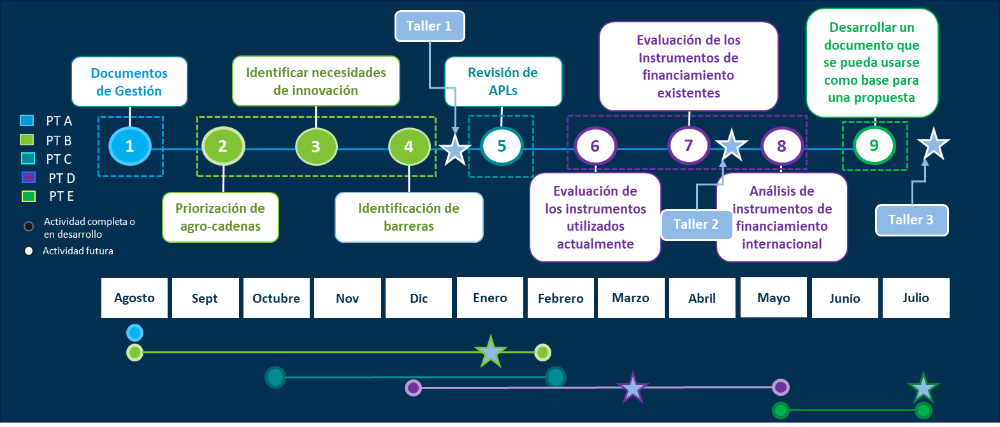 Taller 1
Documentos
de Gestión
Identificar necesidades
de innovación
Revisión de
APLs
Evaluación de los
Instrumentos de
financiamiento
existentes
Desarrollar un
documento que
se pueda usarse
como base para
una propuesta
PT A
PT B
PT C
PT D
PT E
Actividad completa o
en desarrollo
Actividad futura
1
2
3
4
5
6
7
8
9
Priorización de
agro-cadenas
Identificación de
barreras
Evaluación de
los instrumentos
utilizados
actualmente
Taller 2
Análisis de
instrumentos de
financiamiento
internacional
Taller 3
Agosto
Sept
Octubre
Nov
Dic
Enero
Febrero
Marzo
Abril
Mayo
Junio
Julio